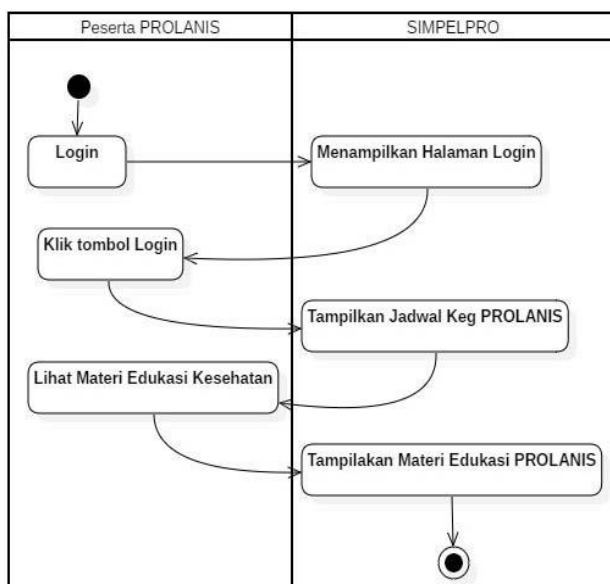 Peserta PROLANIS
SIMPELPRO
Login
Menampilkan Halaman Login
Klik tombol Login
Tampilkan Jadwal Keg PROLANIS
Lihat Materi Edukasi Kesehatan
Tampilakan Materi Edukasi PROLANIS